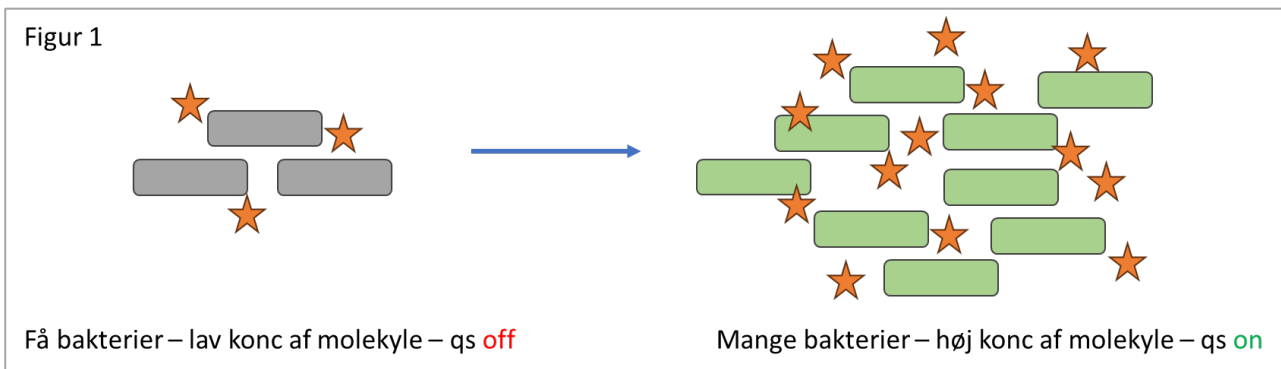 Figur 1
Få bakterier – lav konc af molekyle – qs off
Mange bakterier – høj konc af molekyle – qs on